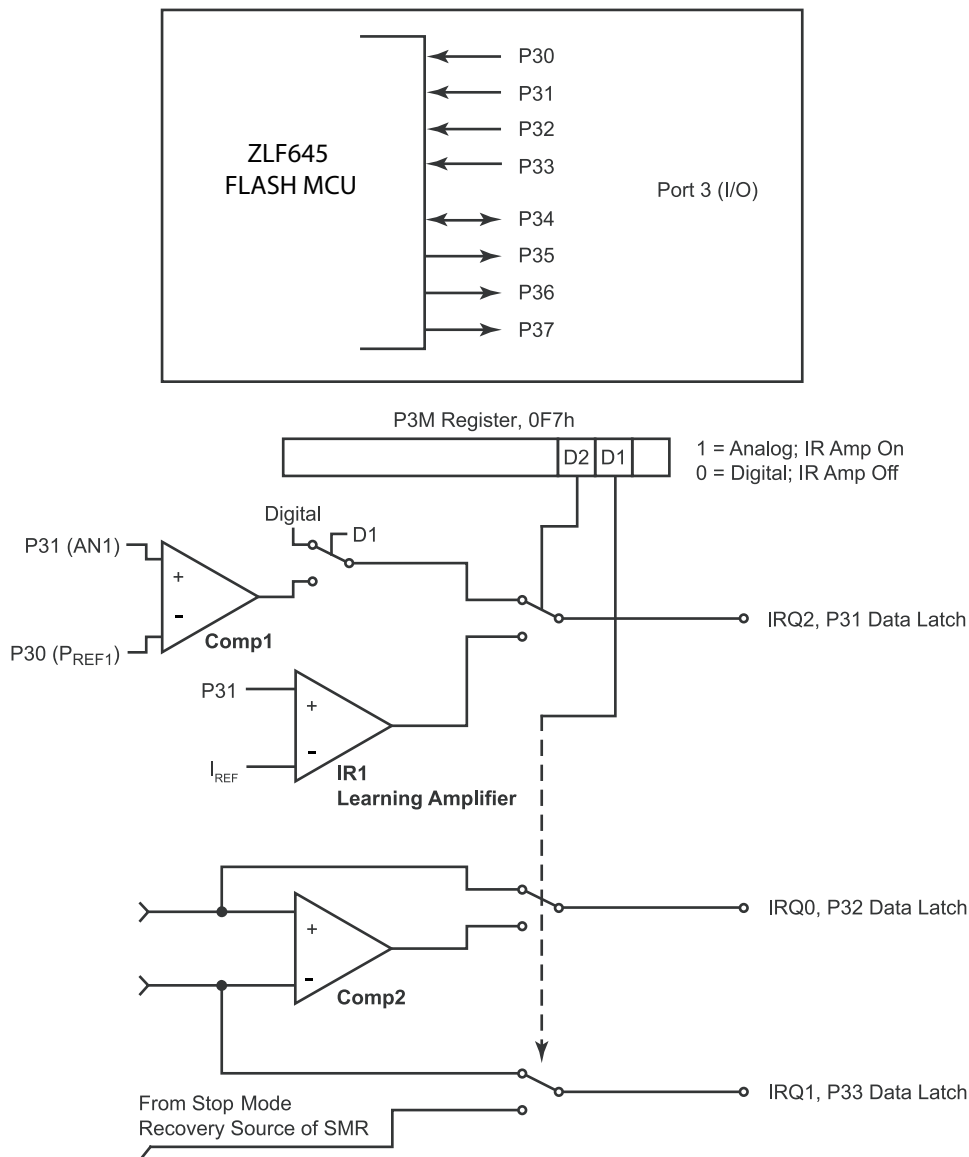 P30
P31
P32
P33
ZLF645
FLASH MCU
Port 3 (I/O)
P34
P35
P36
P37
P3M Register, 0F7h
D2 D1
1 = Analog; IR Amp On
0 = Digital; IR Amp Off
Digital
D1
P31 (AN1)
+
-
Comp1
P30 (PREF1)
IRQ2, P31 Data Latch
P31
+
-
IREF
IR1
Learning Amplifier
IRQ0, P32 Data Latch
+
-
Comp2
From Stop Mode
Recovery Source of SMR
IRQ1, P33 Data Latch